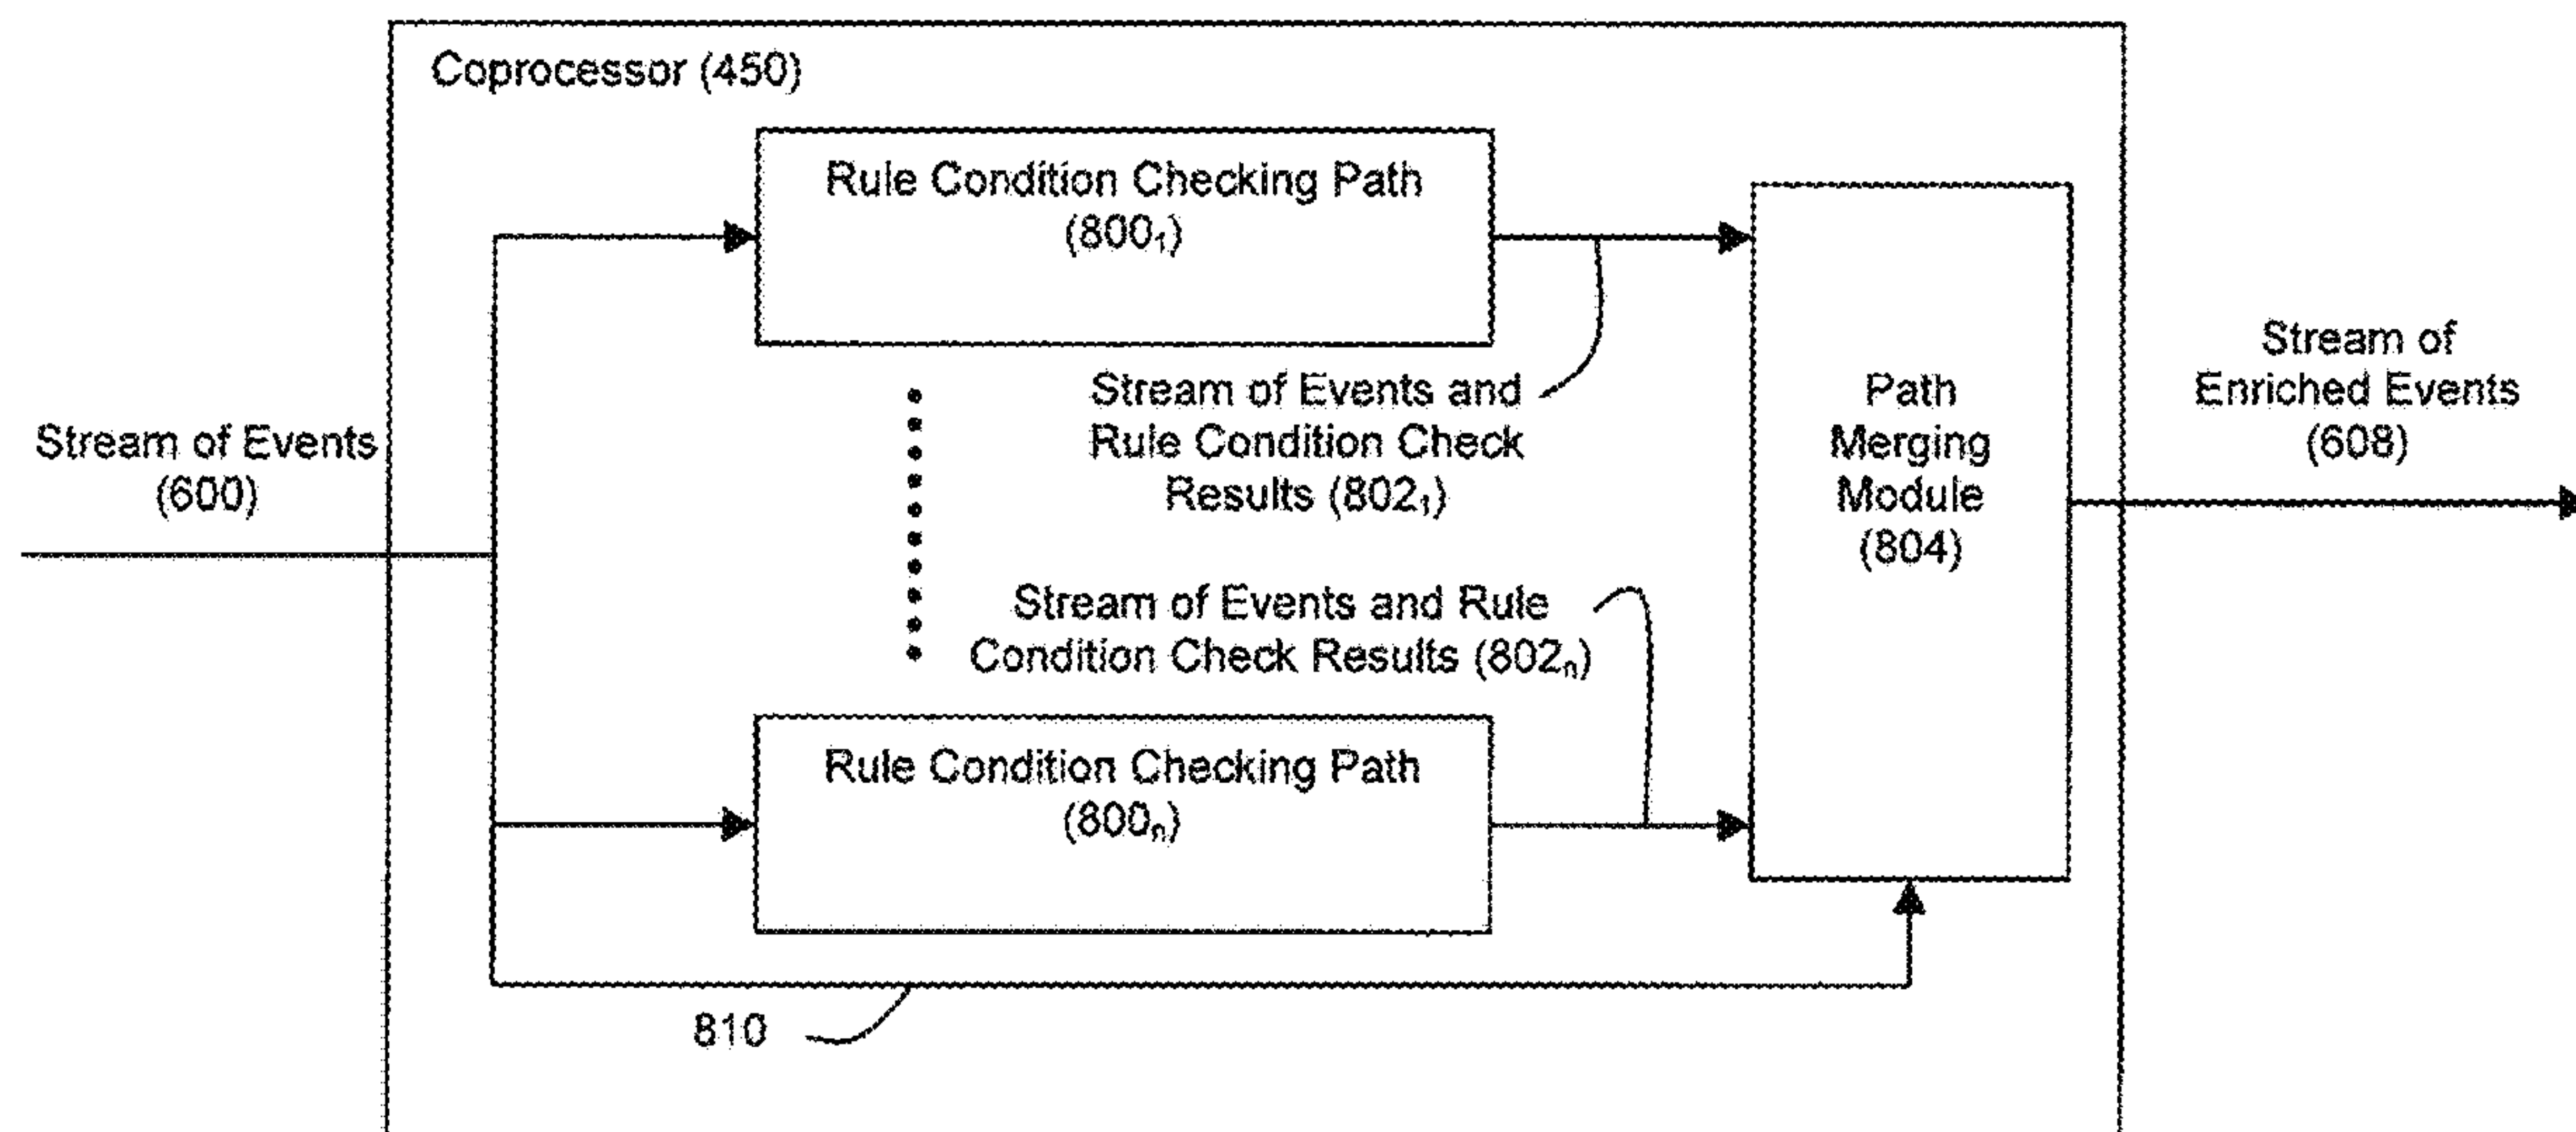 Coprocessor (450)
Rule Condition Checking Path
(800₁)
Stream of Events
(600)
Stream of Events and
Rule Condition Check
Results (802₁)
Path
Merging
Module
(804)
Stream of
Enriched Events
(608)
Stream of Events and Rule
Condition Check Results (802ₙ)
Rule Condition Checking Path
(800ₙ)
810